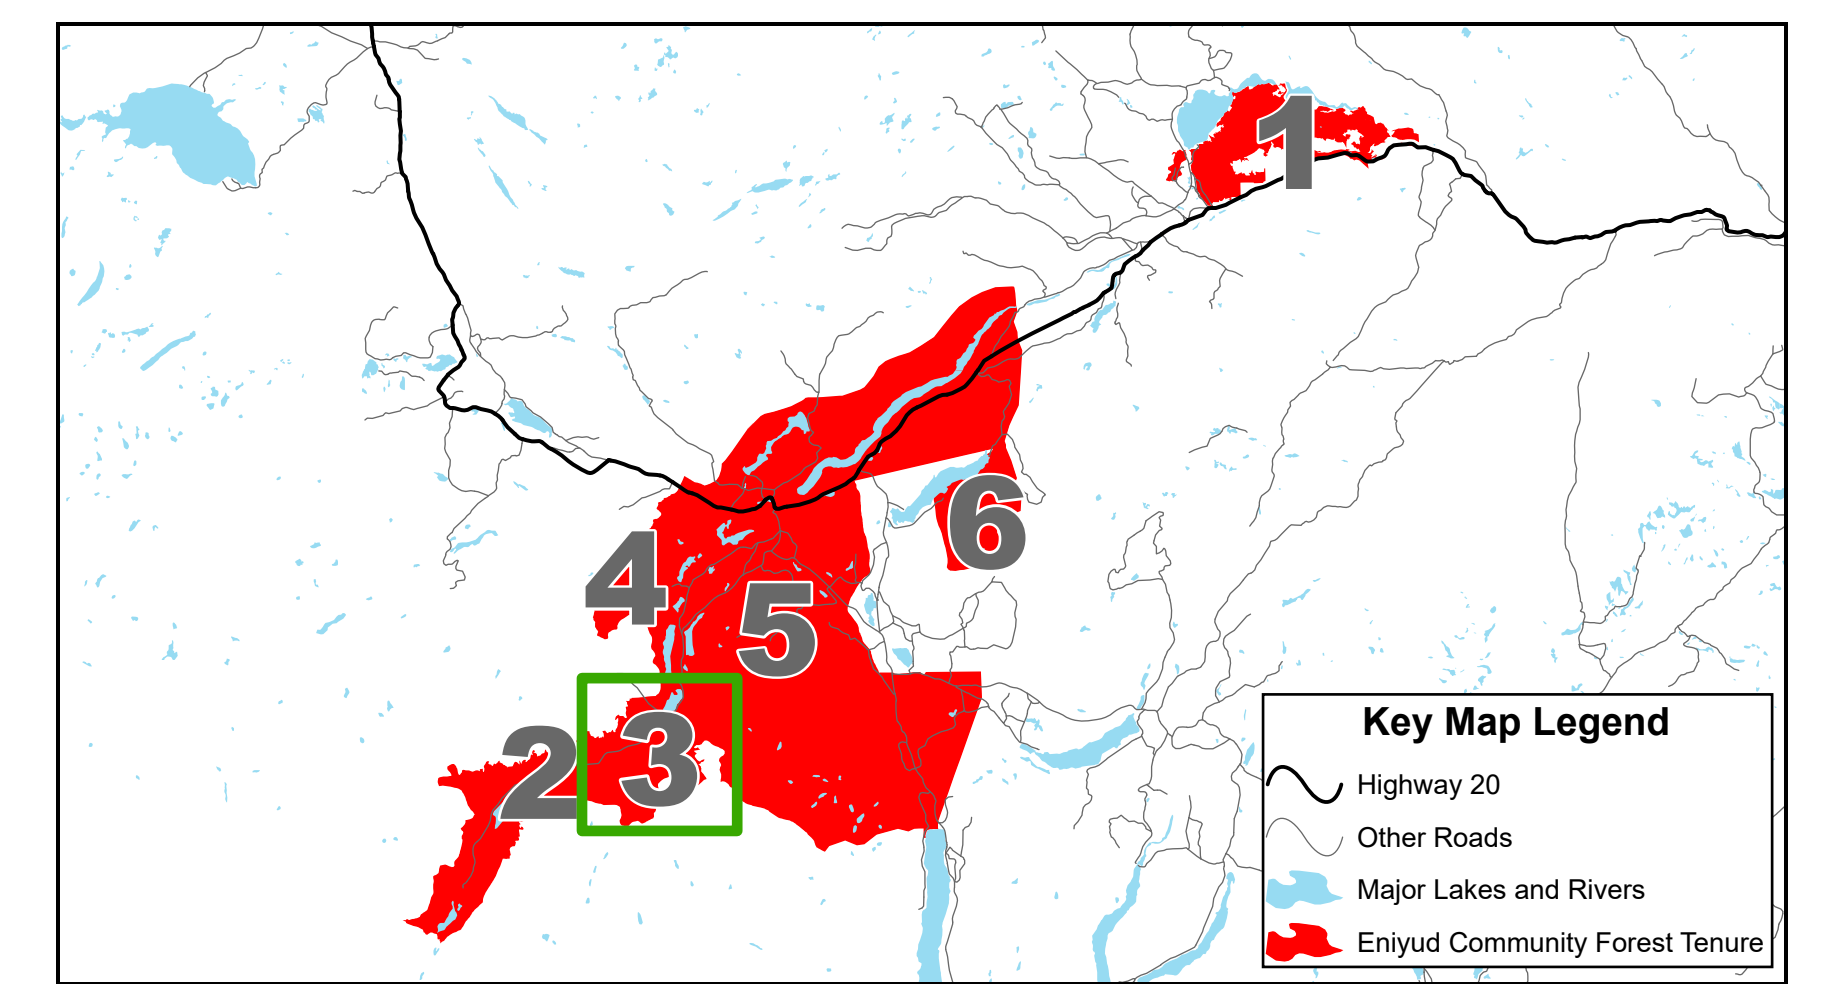 1
6
4
5
3
2
Key Map Legend
Highway 20
Other Roads
Major Lakes and Rivers
Eniyud Community Forest Tenure